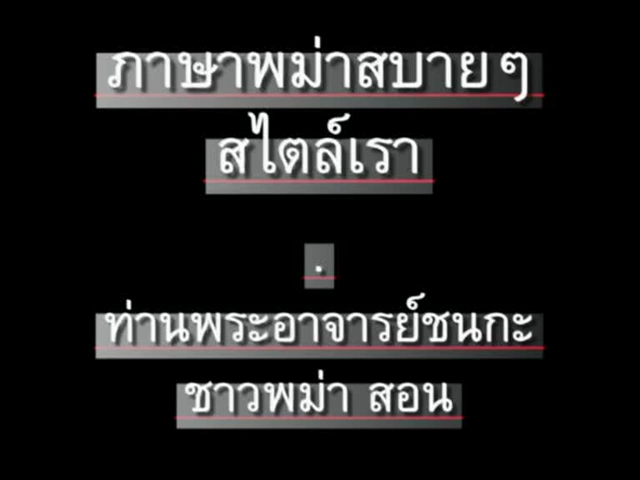 ภาษาพม่าสบายๆ
สไตล์เรา
.
ท่านพระอาจารย์ชนกะ
ชาวพม่า สอน